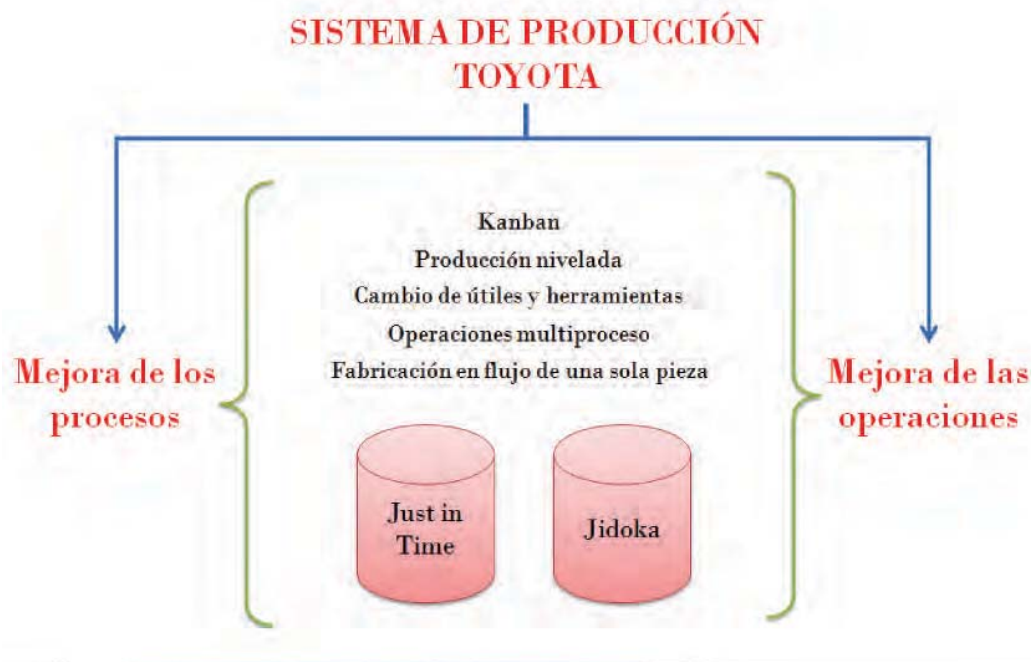 SISTEMA DE PRODUCCIÓN
TOYOTA
Kanban
Producción nivelada
Cambio de útiles y herramientas
Operaciones multiproceso
Fabricación en flujo de una sola pieza
Mejora de los
procesos
Mejora de las
operaciones
Just in
Time
Jidoka